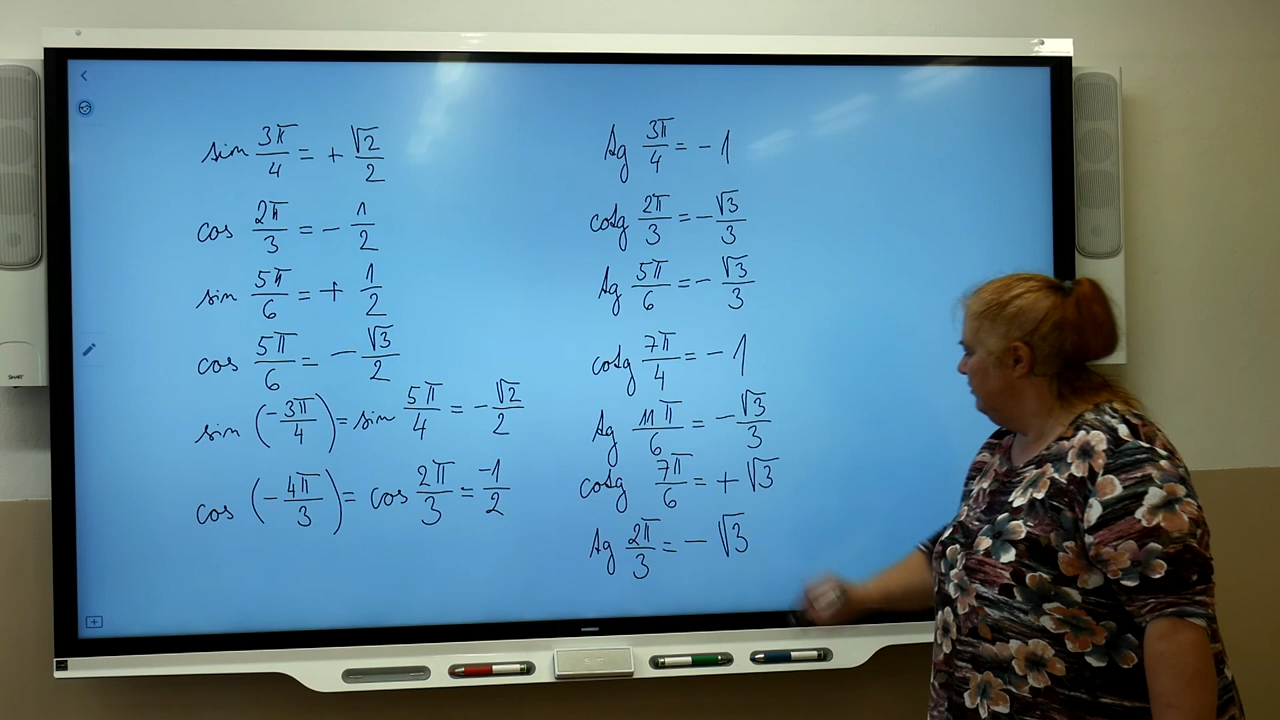 sin 3π/4 = + √2/2
cos 2π/3 = - 1/2
sin 5π/6 = + 1/2
cos 5π/6 = - √3/2
sin (-3π/4) = sin 5π/4 = - √2/2
cos (-4π/3) = cos 2π/3 = -1/2
tg 3π/4 = - 1
cotg 2π/3 = - √3/3
tg 5π/6 = - √3/3
cotg 7π/4 = - 1
tg 11π/6 = - √3/3
cotg 7π/6 = + √3
tg 2π/3 = - √3
SMART